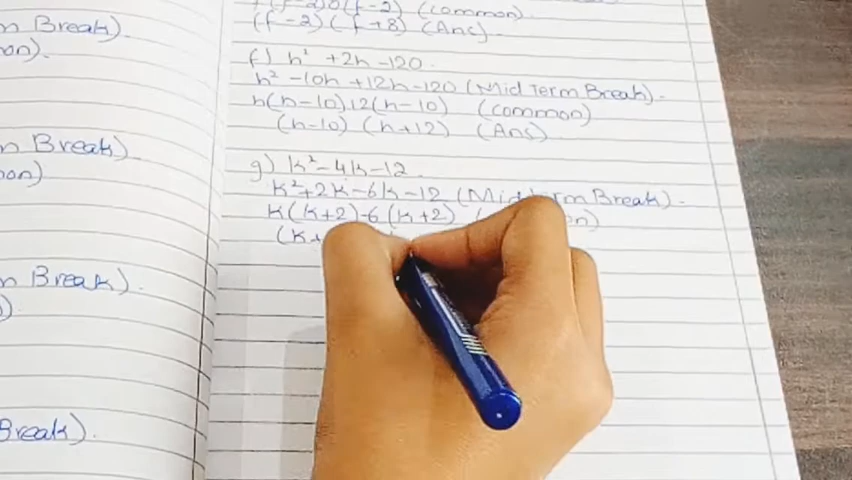 Break).
(f-2)(f+8) (Ans)
f) h² +2h-120.
h² -10h +12h-120 (Mid Term Break).
h(h-10)12(h-10) (common)
(h-10) (h+12) (Ans)
Break)
g) k²-4k-12.
k²+2k-6k-12 (Mid Term Break).
k(k+2)-6(k+2)
(k+
Break).
Break).